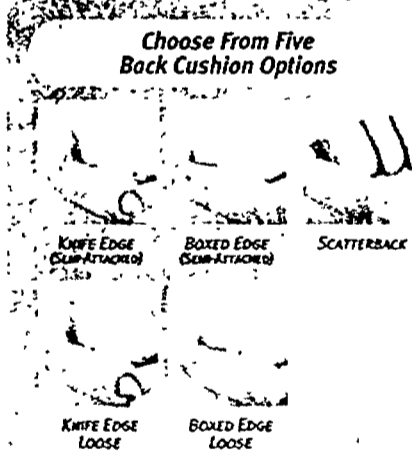 Choose From Five
Back Cushion Options
KNIFE EDGE
(SEMI-ATTACHED)
BOXED EDGE
(SEMI-ATTACHED)
SCATTERBACK
KNIFE EDGE
LOOSE
BOXED EDGE
LOOSE